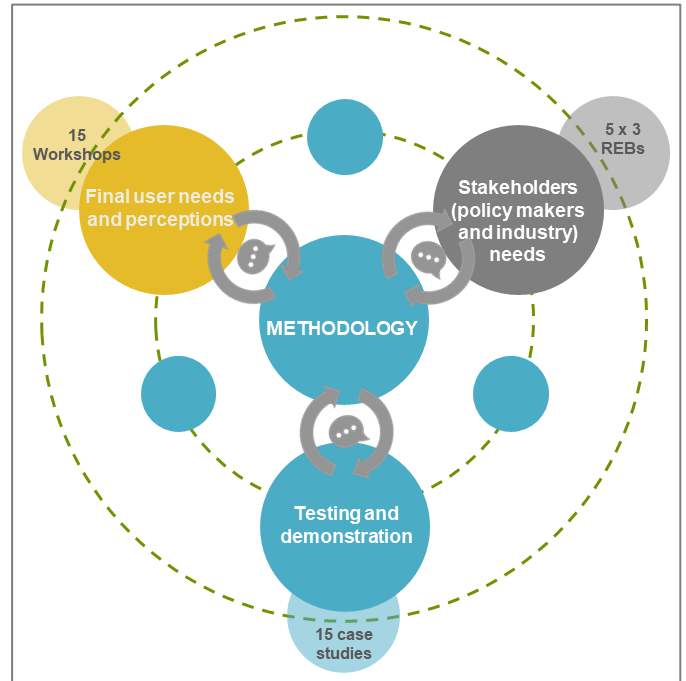 15
Workshops
5 x 3
REBs
Final user needs
and perceptions
Stakeholders
(policy makers
and industry)
needs
METHODOLOGY
Testing and
demonstration
15 case
studies